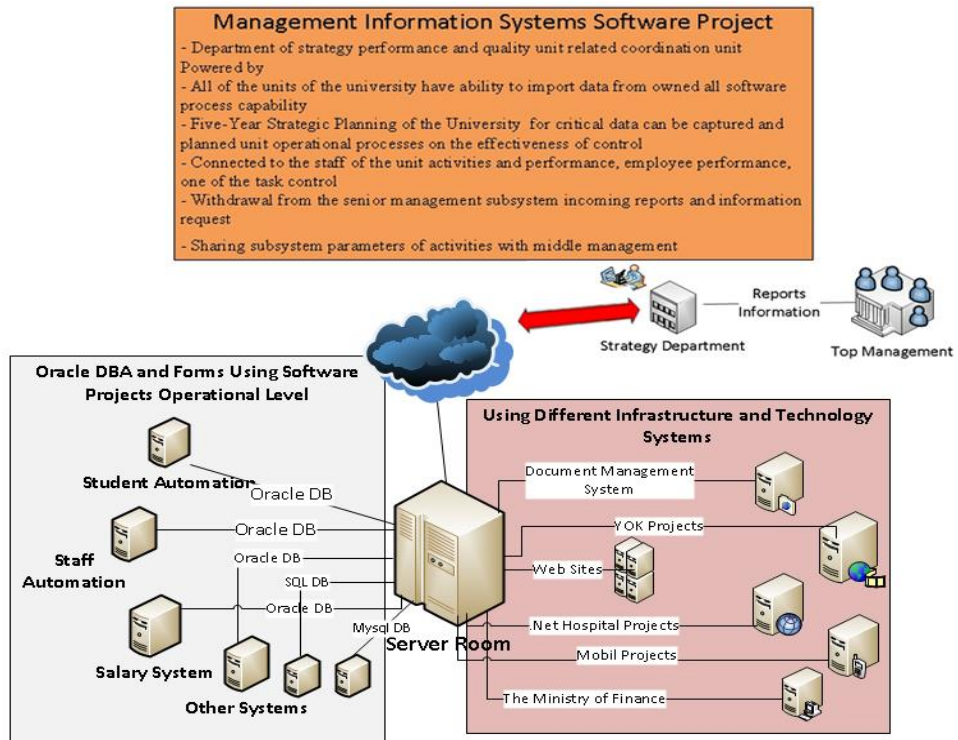 Management Information Systems Software Project
- Department of strategy performance and quality unit related coordination unit
Powered by
- All of the units of the university have ability to import data from owned all software
process capability
- Five-Year Strategic Planning of the University for critical data can be captured and
planned unit operational processes on the effectiveness of control
- Connected to the staff of the unit activities and performance, employee performance,
one of the task control
- Withdrawal from the senior management subsystem incoming reports and information
request
- Sharing subsystem parameters of activities with middle management
Reports
Information
Strategy Department
Top Management
Oracle DBA and Forms Using Software
Projects Operational Level
Student Automation
Oracle DB
Oracle DB
Staff
Automation
Oracle DB
SQL DB
Oracle DB
Mysql DB
Salary System
Other Systems
Server Room
Using Different Infrastructure and Technology
Systems
Document Management
System
YOK Projects
Web Sites
.Net Hospital Projects
Mobil Projects
The Ministry of Finance